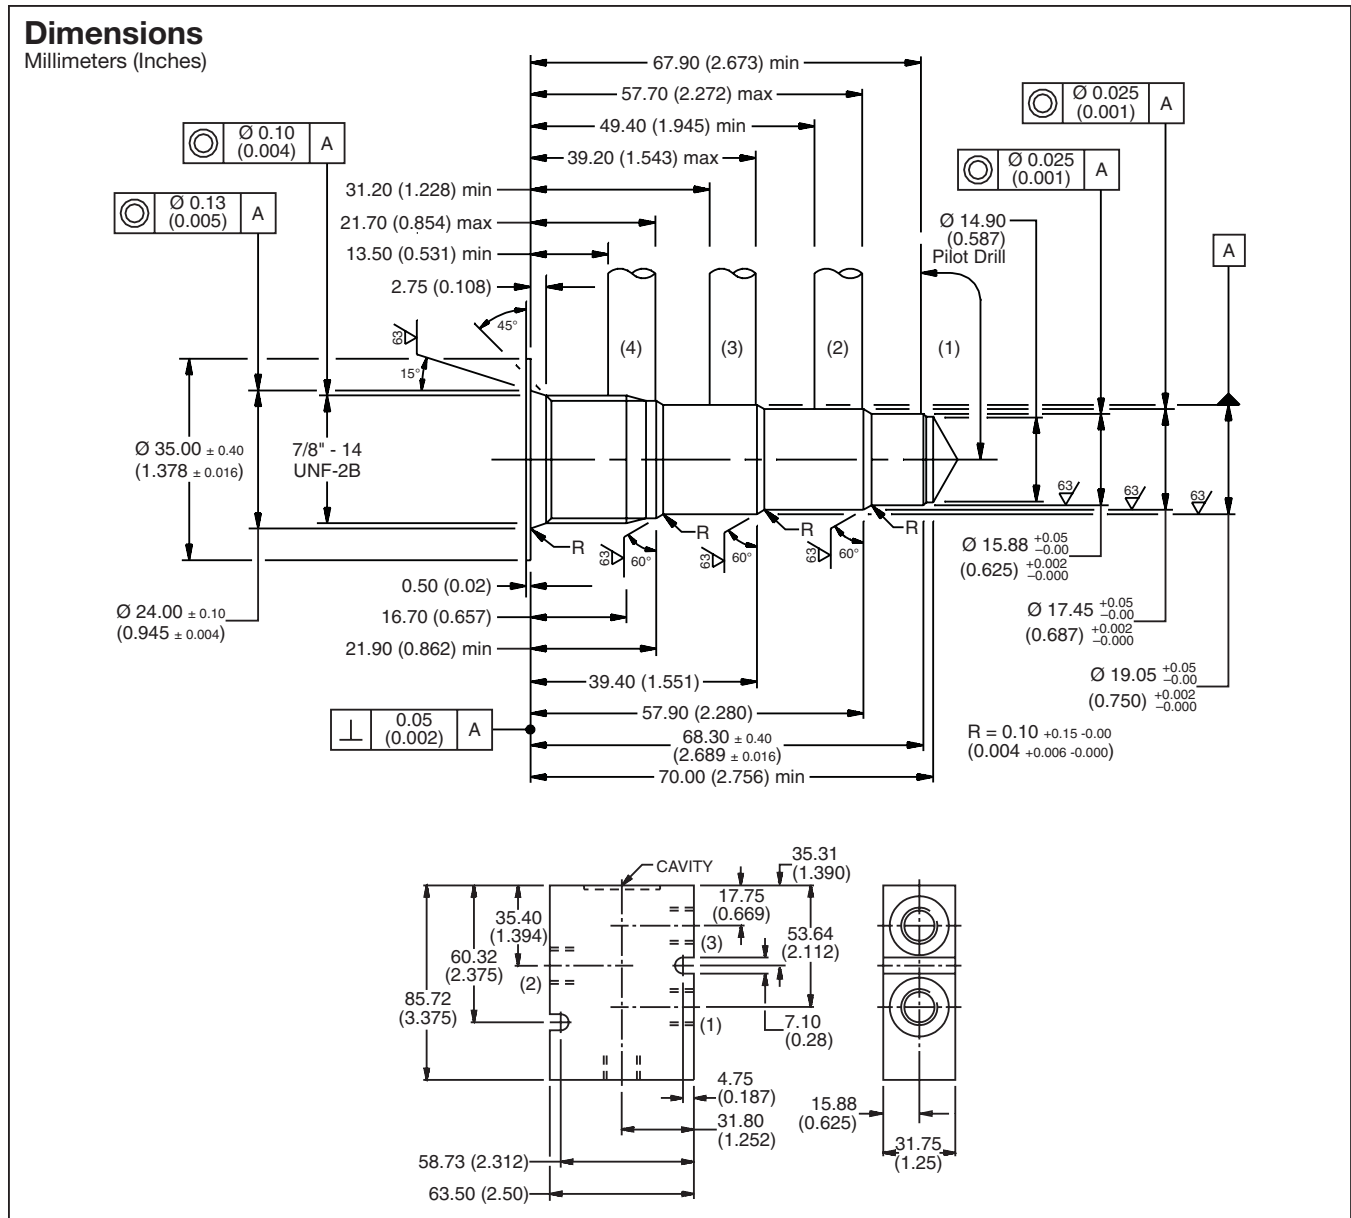 Dimensions
Millimeters (Inches)
67.90 (2.673) min
57.70 (2.272) max
49.40 (1.945) min
39.20 (1.543) max
31.20 (1.228) min
21.70 (0.854) max
13.50 (0.531) min
2.75 (0.108)
Ø 0.10
(0.004)
A
Ø 0.13
(0.005)
A
Ø 0.025
(0.001)
A
Ø 0.025
(0.001)
A
Ø 14.90
(0.587)
Pilot Drill
A
45°
63
15°
(4)
(3)
(2)
(1)
Ø 35.00 ± 0.40
(1.378 ± 0.016)
7/8" - 14
UNF-2B
63
63
63
R
R
R
R
63
60°
63
60°
63
60°
Ø 15.88 +0.05 –0.00
(0.625) +0.002 –0.000
Ø 17.45 +0.05 –0.00
(0.687) +0.002 –0.000
Ø 19.05 +0.05 –0.00
(0.750) +0.002 –0.000
R = 0.10 +0.15 -0.00
(0.004 +0.006 -0.000)
Ø 24.00 ± 0.10
(0.945 ± 0.004)
0.50 (0.02)
16.70 (0.657)
21.90 (0.862) min
39.40 (1.551)
57.90 (2.280)
68.30 ± 0.40
(2.689 ± 0.016)
70.00 (2.756) min
⊥
0.05
(0.002)
A
CAVITY
35.31
(1.390)
17.75
(0.669)
35.40
(1.394)
53.64
(2.112)
60.32
(2.375)
(3)
(2)
85.72
(3.375)
(1)
7.10
(0.28)
4.75
(0.187)
31.80
(1.252)
58.73 (2.312)
63.50 (2.50)
15.88
(0.625)
31.75
(1.25)